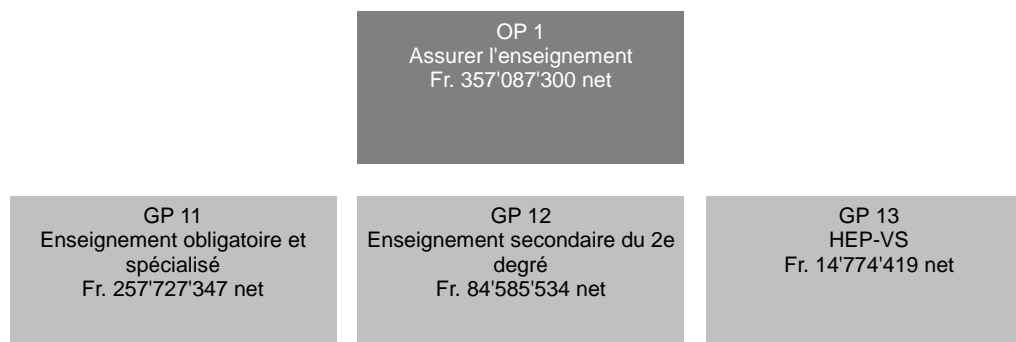 OP 1
Assurer l'enseignement
Fr. 357'087'300 net
GP 11
Enseignement obligatoire et
spécialisé
Fr. 257'727'347 net
GP 12
Enseignement secondaire du 2e
degré
Fr. 84'585'534 net
GP 13
HEP-VS
Fr. 14'774'419 net